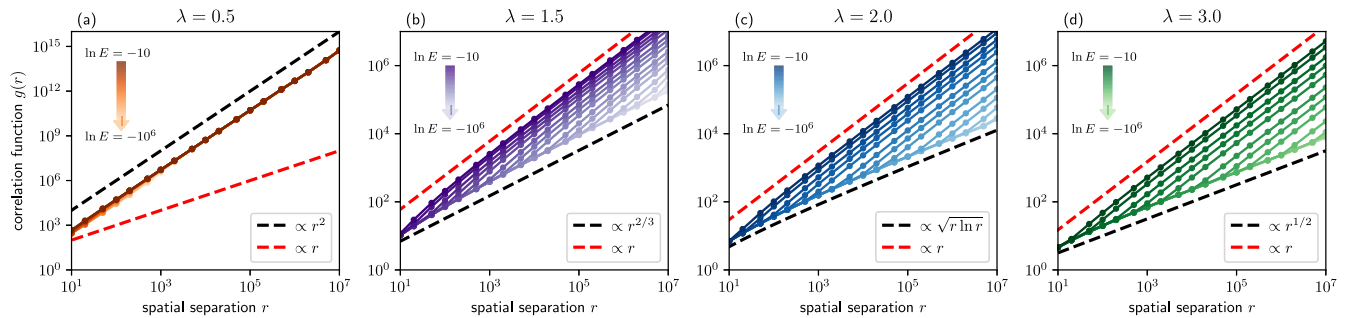 (a)
λ = 0.5
correlation function g(r)
10^15
10^12
10^9
10^6
10^3
10^0
ln E = −10
ln E = −10^6
∝ r^2
∝ r
10^1
10^3
10^5
10^7
spatial separation r
(b)
λ = 1.5
10^6
10^4
10^2
10^0
ln E = −10
ln E = −10^6
∝ r^{2/3}
∝ r
10^1
10^3
10^5
10^7
spatial separation r
(c)
λ = 2.0
10^6
10^4
10^2
10^0
ln E = −10
ln E = −10^6
∝ √(r ln r)
∝ r
10^1
10^3
10^5
10^7
spatial separation r
(d)
λ = 3.0
10^6
10^4
10^2
10^0
ln E = −10
ln E = −10^6
∝ r^{1/2}
∝ r
10^1
10^3
10^5
10^7
spatial separation r